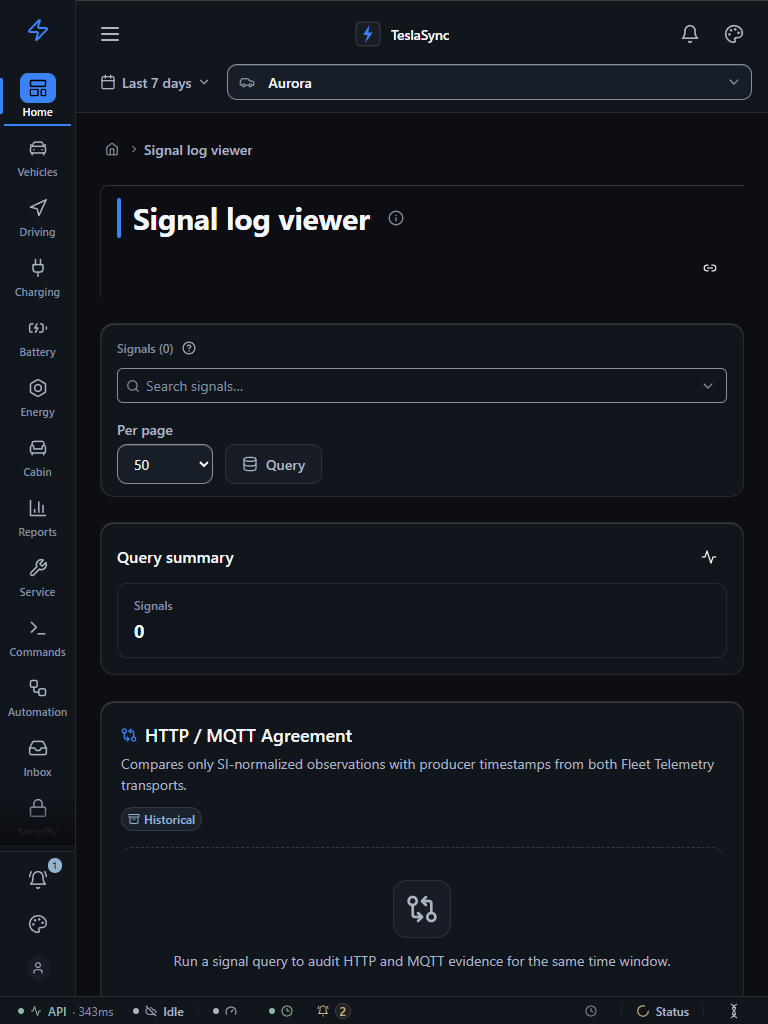 TeslaSync
Last 7 days
Aurora
Home
Vehicles
Driving
Charging
Battery
Energy
Cabin
Reports
Service
Commands
Automation
Inbox
Security
1
Signal log viewer
Signal log viewer
Signals (0)
Search signals...
Per page
50
Query
Query summary
Signals
0
HTTP / MQTT Agreement
Compares only SI-normalized observations with producer timestamps from both Fleet Telemetry
transports.
Historical
Run a signal query to audit HTTP and MQTT evidence for the same time window.
API · 343ms
Idle
2
Status